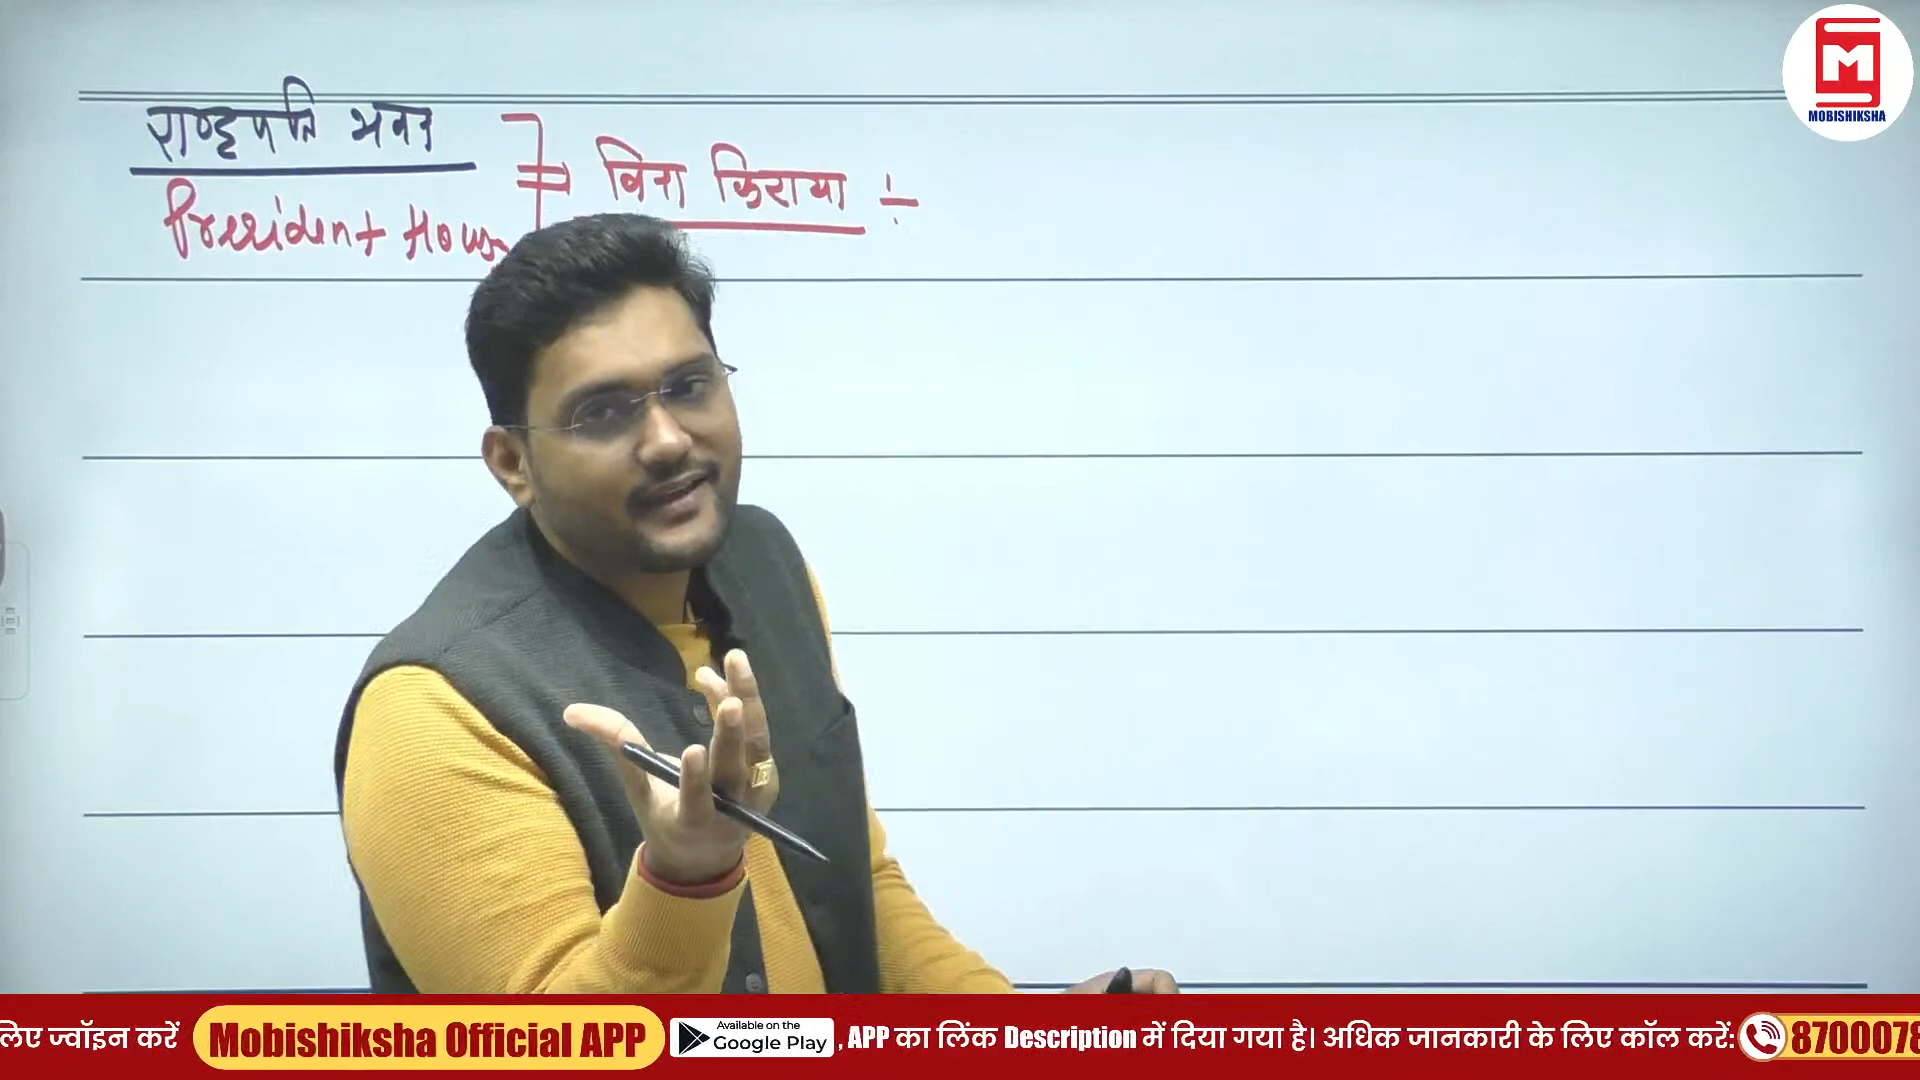 राष्ट्रपति भवन
President House
बिना किराया ÷
MOBISHIKSHA
लिए ज्वॉइन करें Mobishiksha Official APP Available on the Google Play , APP का लिंक Description में दिया गया है। अधिक जानकारी के लिए कॉल करें: 8700078